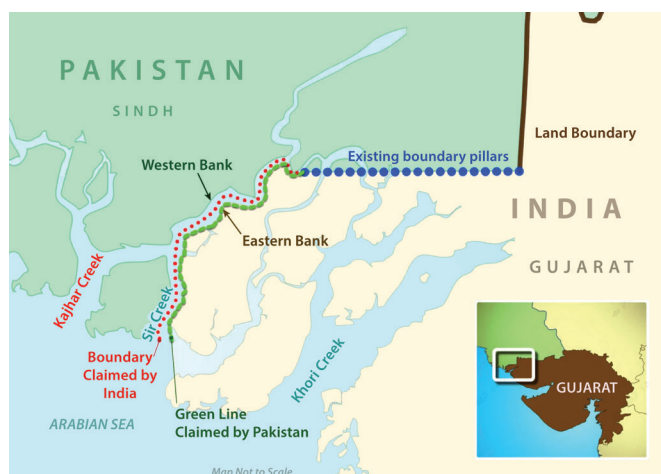 PAKISTAN
SINDH
Land Boundary
Western Bank
Existing boundary pillars
INDIA
Eastern Bank
GUJARAT
Kajhar Creek
Sir Creek
Boundary
Claimed by
India
Khori Creek
GUJARAT
Green Line
Claimed by Pakistan
ARABIAN SEA
Map Not to Scale